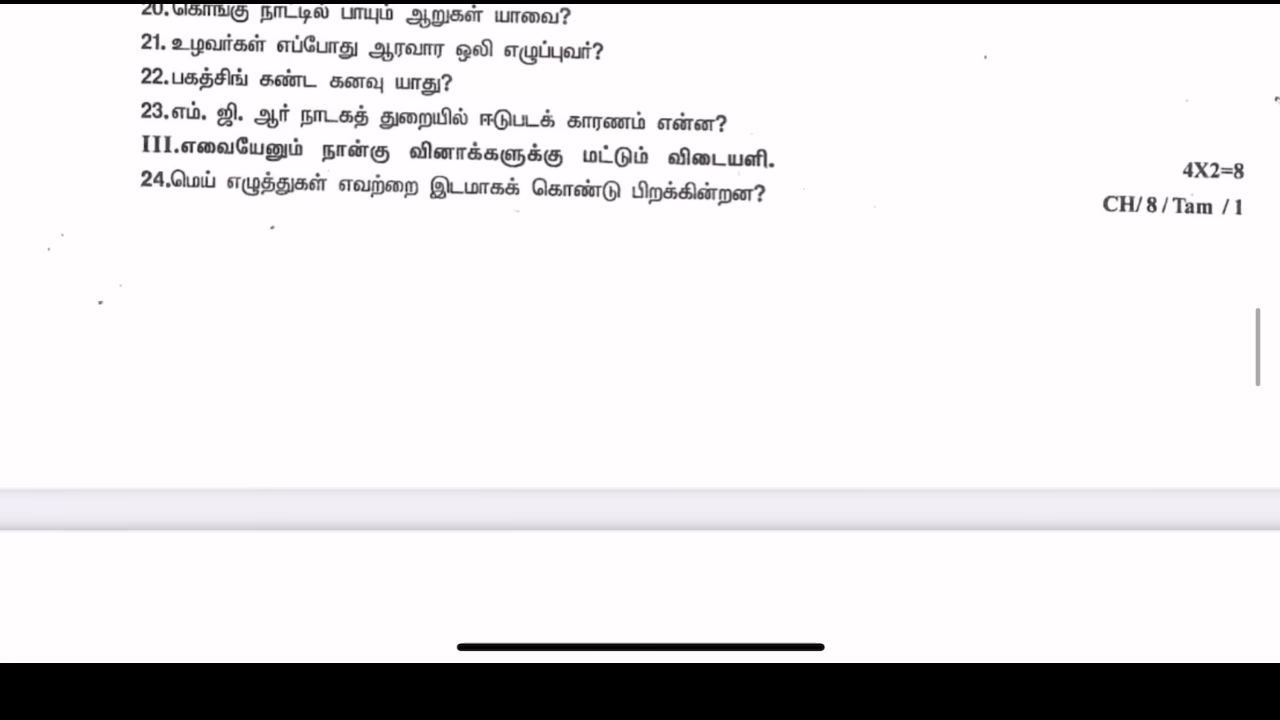 20.கொங்கு நாட்டில் பாயும் ஆறுகள் யாவை?
21. உழவர்கள் எப்போது ஆரவார ஒலி எழுப்புவர்?
22.பகத்சிங் கண்ட கனவு யாது?
23.எம். ஜி. ஆர் நாடகத் துறையில் ஈடுபடக் காரணம் என்ன?
III.எவையேனும் நான்கு வினாக்களுக்கு மட்டும் விடையளி. 4X2=8
24.மெய் எழுத்துகள் எவற்றை இடமாகக் கொண்டு பிறக்கின்றன?
CH/ 8 / Tam / 1